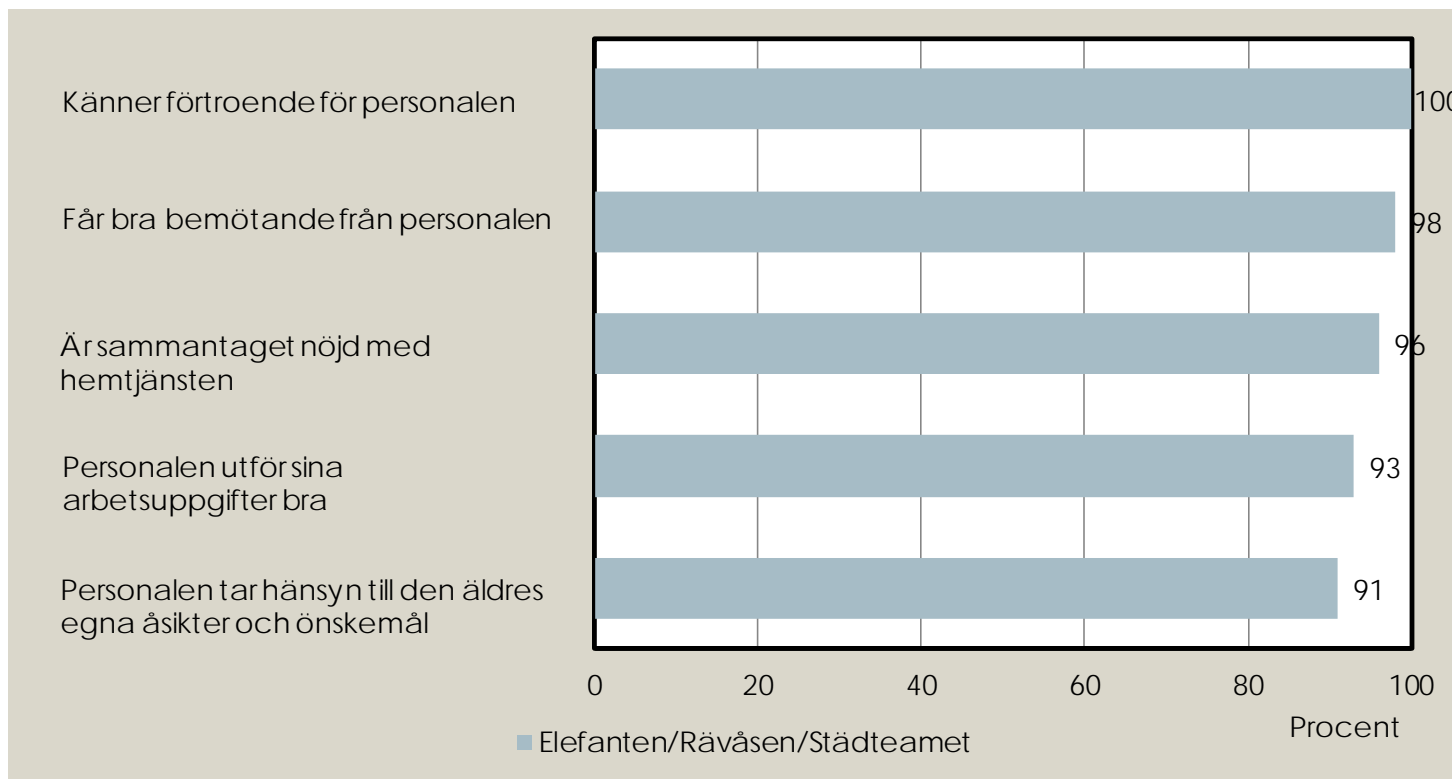 Känner förtroende för personalen
100
Får bra bemötande från personalen
98
Är sammantaget nöjd med
hemtjänsten
96
Personalen utför sina
arbetsuppgifter bra
93
Personalen tar hänsyn till den äldres
egna åsikter och önskemål
91
0 20 40 60 80 100
Procent
Elefanten/Rävåsen/Städteamet